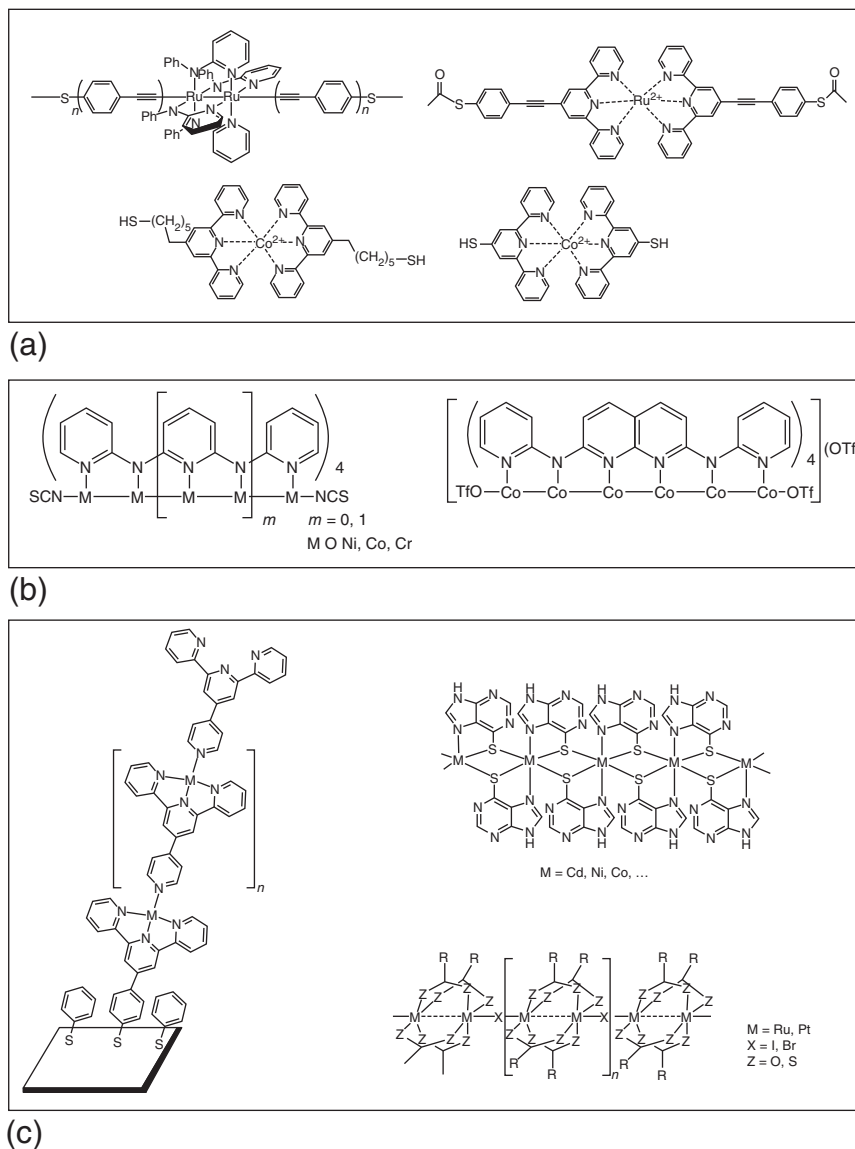 Ph N N
Ph N N
S n Ru Ru n S
Ph N N N
Ph N N
O S N N N Ru2+ N N N S O
HS (CH2)5 N N N Co2+ N N N (CH2)5 SH
HS N N N Co2+ N N N SH
(a)
N N N N N 4
SCN M M M M M NCS
m m = 0, 1
M O Ni, Co, Cr
N N N N N N 4 (OTf
TfO Co Co Co Co Co Co OTf
(b)
N N N
N
N M N
N
N
n
N M N
N
S S S
H N N H N N H N N H N N
N N N N N N N N
S S S S
M M M M M
S S S S
N N N N N N N N
N N H N N H N N H N N H
M = Cd, Ni, Co, …
R R R R R R
Z Z Z Z Z Z Z Z Z Z Z Z
M M X M M X M M
Z Z Z Z Z Z Z Z Z Z Z Z
R R n R R
M = Ru, Pt
X = I, Br
Z = O, S
(c)